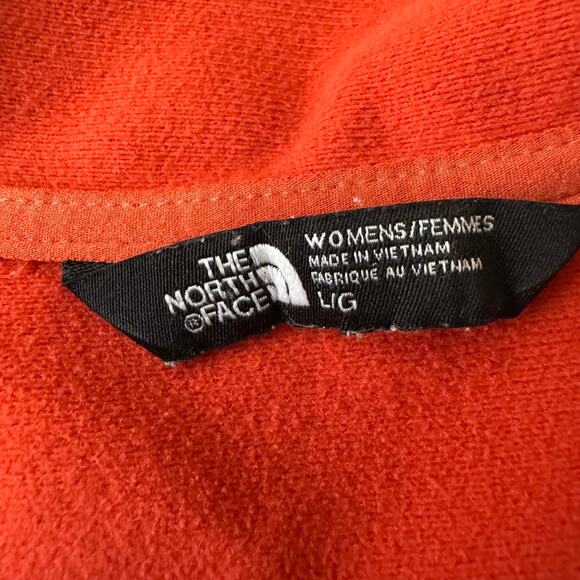 THE
NORTH
® FACE
WOMENS/FEMMES
MADE IN VIETNAM
FABRIQUÉ AU VIETNAM
L/G